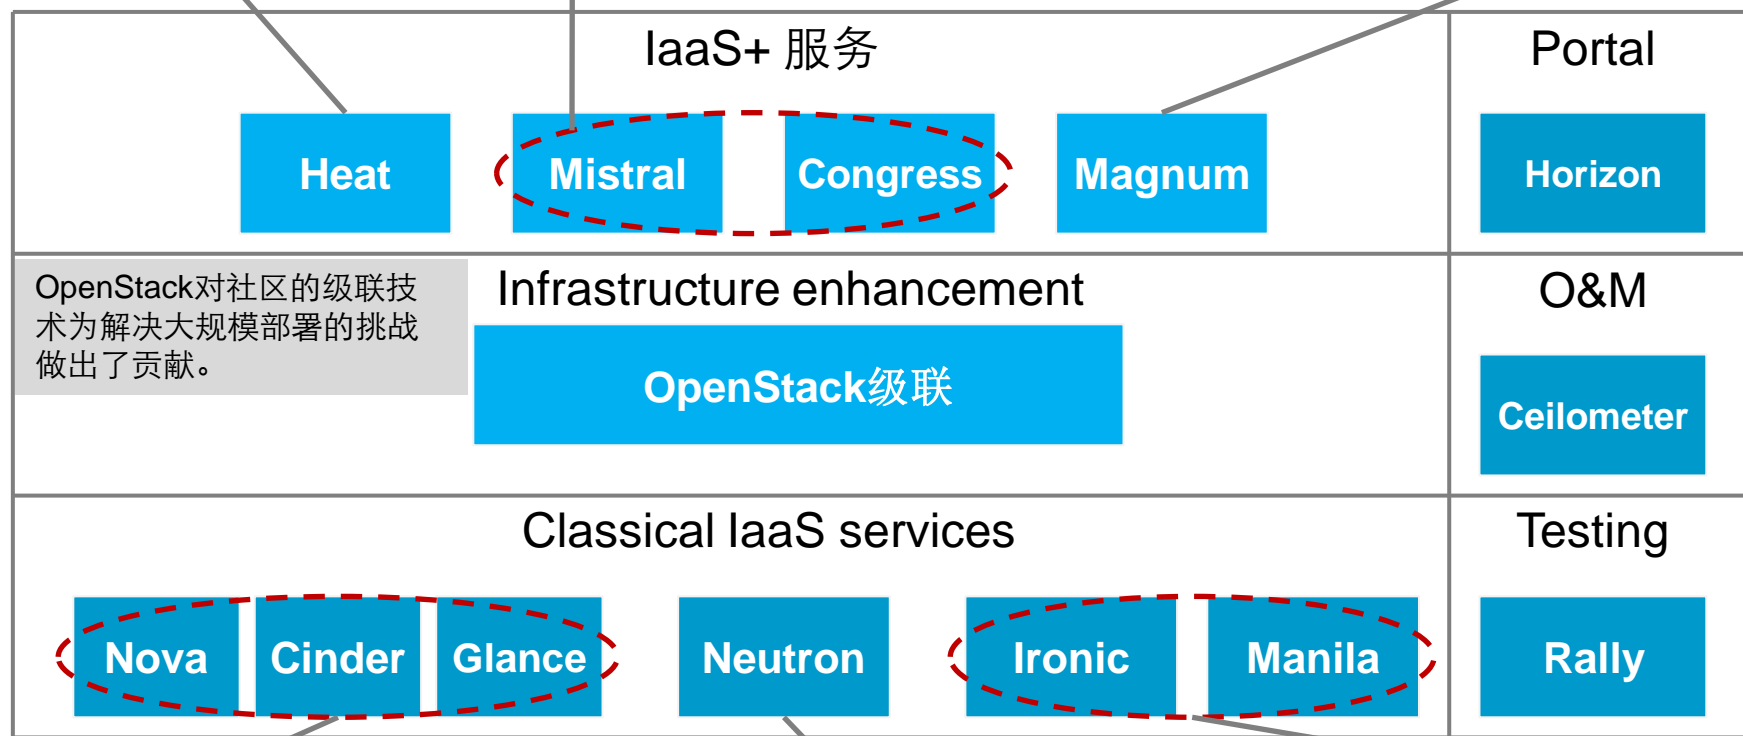 IaaS+ 服务
Portal
Heat
Mistral
Congress
Magnum
Horizon
OpenStack对社区的级联技
术为解决大规模部署的挑战
做出了贡献。
Infrastructure enhancement
O&M
OpenStack级联
Ceilometer
Classical IaaS services
Testing
Nova
Cinder
Glance
Neutron
Ironic
Manila
Rally